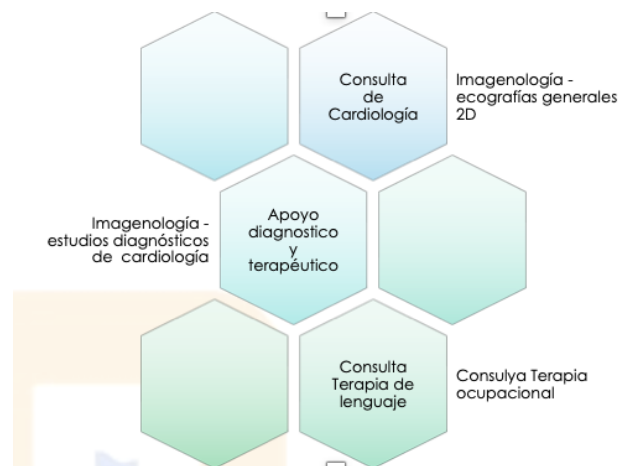 Consulta
de
Cardiología
Imagenología -
ecografías generales
2D
Imagenología -
estudios diagnósticos
de cardiología
Apoyo
diagnostico
y
terapéutico
Consulta
Terapia de
lenguaje
Consulya Terapia
ocupacional